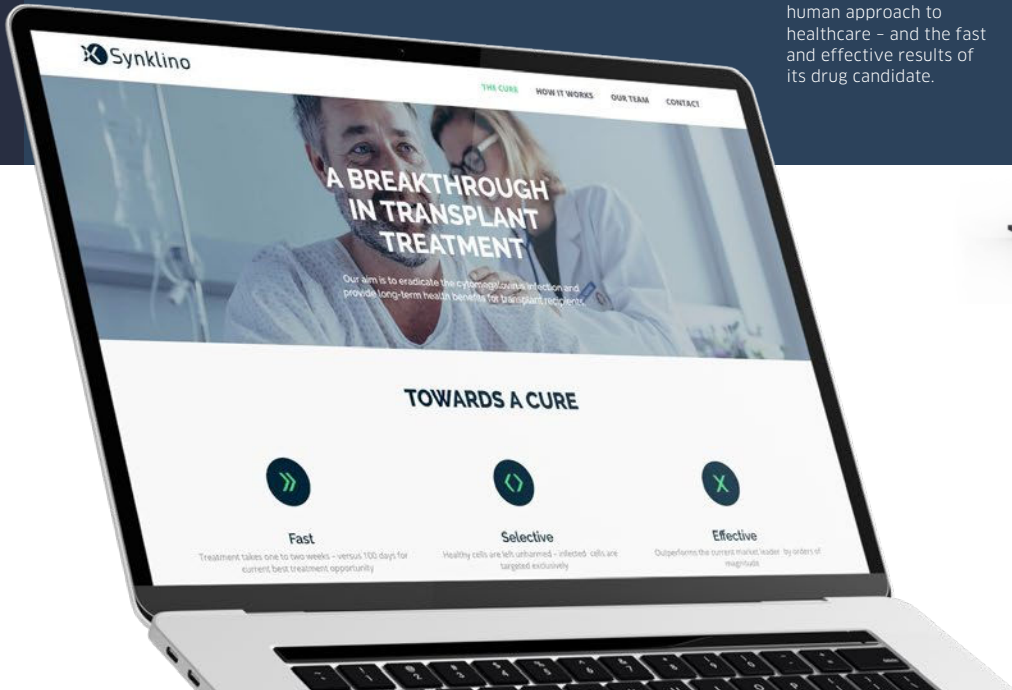 human approach to
healthcare – and the fast
and effective results of
its drug candidate.
Synklino
THE CURE HOW IT WORKS OUR TEAM CONTACT
A BREAKTHROUGH
IN TRANSPLANT
TREATMENT
Our aim is to eradicate the cytomegalovirus infection and
provide long-term health benefits for transplant recipients.
TOWARDS A CURE
Fast
Treatment takes one to two weeks – versus 100 days for
current best treatment opportunity
Selective
Healthy cells are left unharmed – infected cells are
targeted exclusively
Effective
Outperforms the current market leader by orders of
magnitude